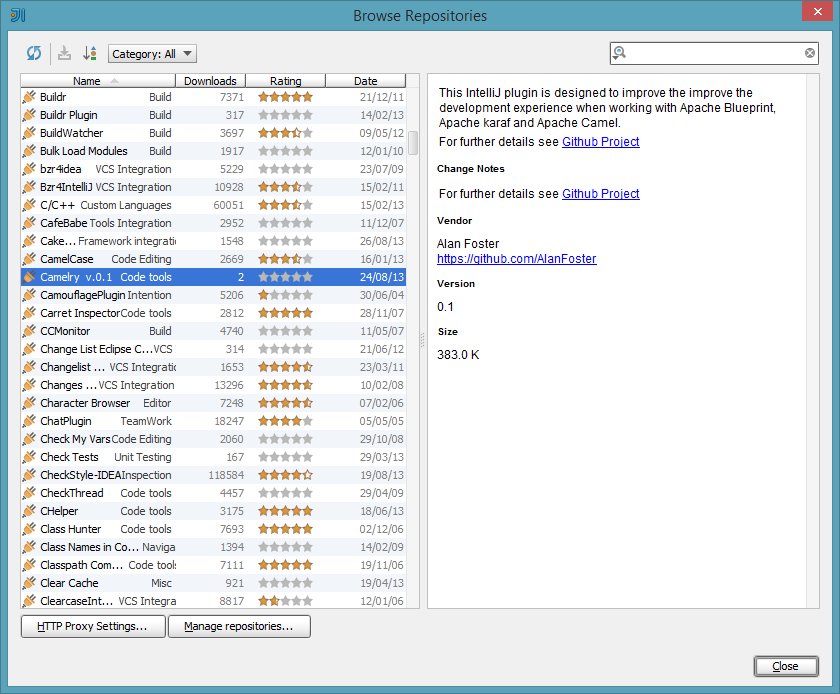 Browse Repositories
Category: All
Name Downloads Rating Date
Buildr Build 7371 21/12/11
Buildr Plugin Build 317 14/02/13
BuildWatcher Build 3697 09/05/12
Bulk Load Modules Build 1917 12/01/10
bzr4idea VCS Integration 5229 23/07/09
Bzr4IntelliJ VCS Integration 10928 15/02/11
C/C++ Custom Languages 60051 15/02/13
CafeBabe Tools Integration 2952 11/12/07
Cake... Framework integratio 1548 26/01/13
CamelCase Code Editing 2669 16/01/13
Camelry v.0.1 Code tools 2 24/08/13
CamouflagePlugin Intention 5206 30/06/04
Carret Inspector Code tools 2812 28/11/07
CCMonitor Build 4740 11/05/07
Change List Eclipse C... VCS 314 21/06/12
Changelist ... VCS Integratio 1653 23/03/11
Changes ... VCS Integration 13296 10/02/08
Character Browser Editor 7248 07/02/06
ChatPlugin TeamWork 18247 05/05/05
Check My Vars Code Editing 2060 29/10/08
Check Tests Unit Testing 167 29/03/13
CheckStyle-IDEA Inspection 118584 19/08/13
CheckThread Code tools 4457 29/04/09
CHelper Code tools 3175 18/06/13
Class Hunter Code tools 7693 02/12/06
Class Names in Co... Naviga 1394 14/02/09
Classpath Com... Code tools 7111 19/11/06
Clear Cache Misc 921 19/04/13
ClearcaseInt... VCS Integra 8817 12/01/06
This IntelliJ plugin is designed to improve the improve the
development experience when working with Apache Blueprint,
Apache karaf and Apache Camel.
For further details see Github Project
Change Notes
For further details see Github Project
Vendor
Alan Foster
https://github.com/AlanFoster
Version
0.1
Size
383.0 K
HTTP Proxy Settings...
Manage repositories...
Close